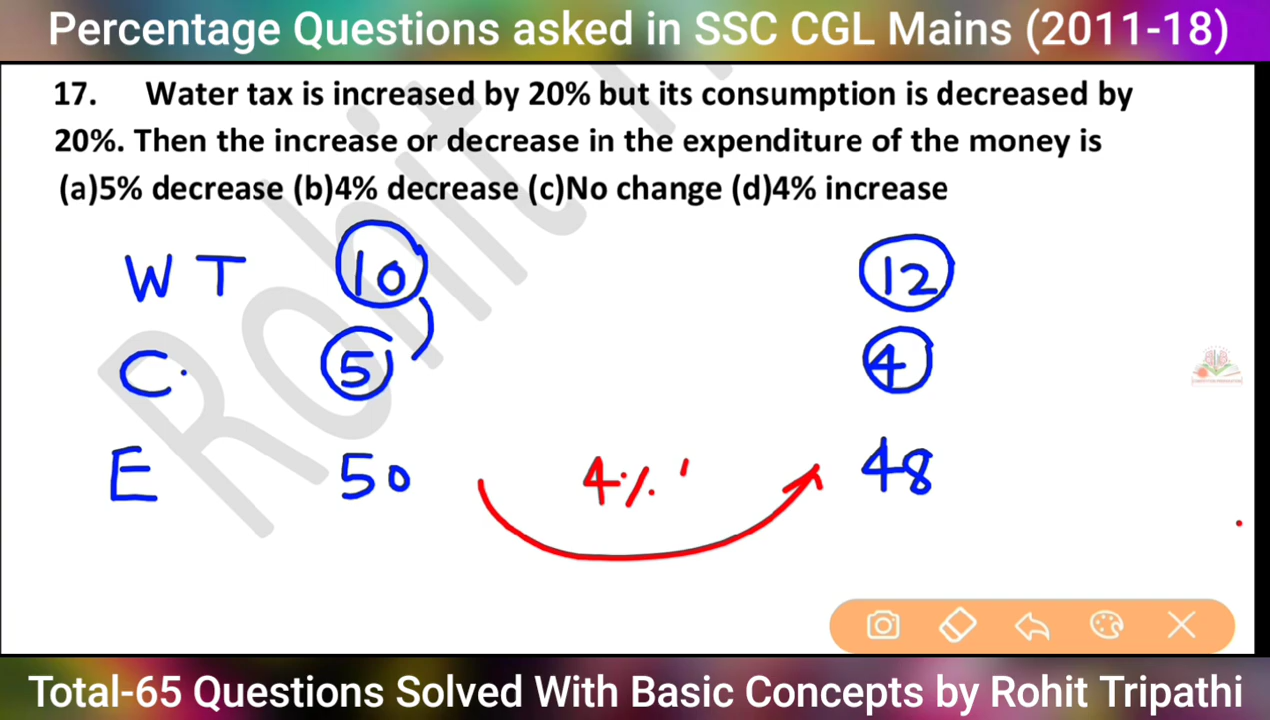 Percentage Questions asked in SSC CGL Mains (2011-18)
17. Water tax is increased by 20% but its consumption is decreased by
20%. Then the increase or decrease in the expenditure of the money is
(a)5% decrease (b)4% decrease (c)No change (d)4% increase
W T 10 12
C 5 4
E 50 4% 48
Total-65 Questions Solved With Basic Concepts by Rohit Tripathi